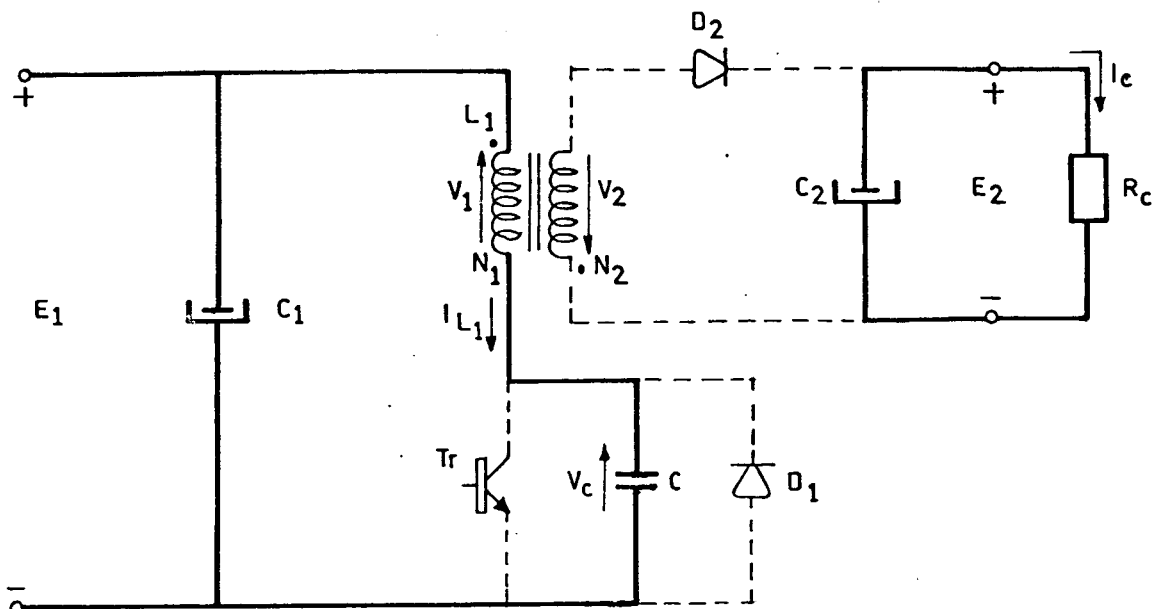 D2
+
L1
V1
V2
N1
N2
IL1
E1
C1
C2
E2
+
−
Ic
Rc
Tr
Vc
C
D1
−